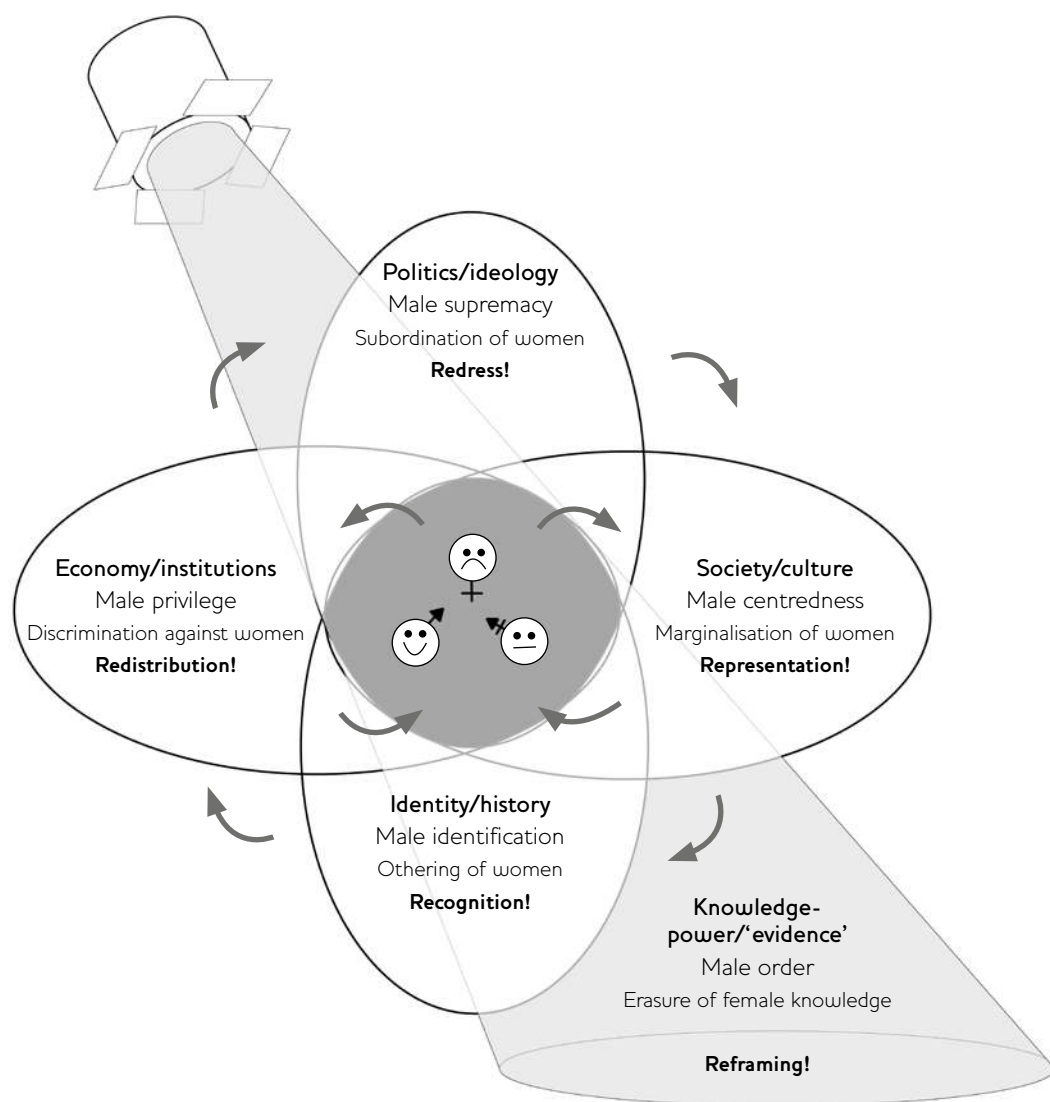 Politics/ideology
Male supremacy
Subordination of women
Redress!
Economy/institutions
Male privilege
Discrimination against women
Redistribution!
Society/culture
Male centredness
Marginalisation of women
Representation!
Identity/history
Male identification
Othering of women
Recognition!
Knowledge-
power/‘evidence’
Male order
Erasure of female knowledge
Reframing!